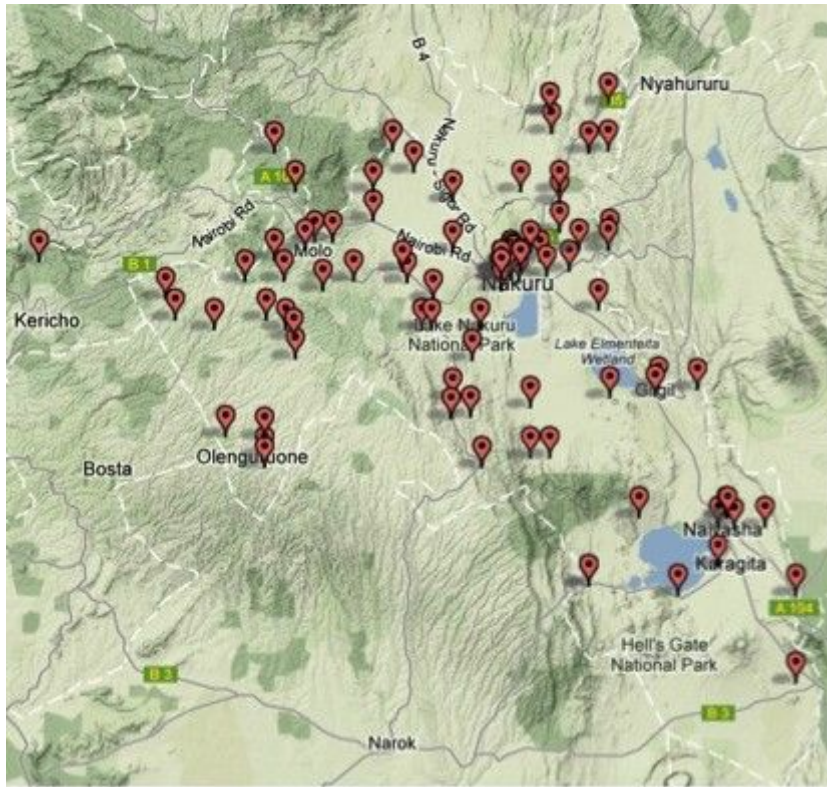 B 4
Nyahururu
Nakuru - Sigor Rd
Nairobi Rd
Nairobi Rd
Molo
B 1
Nakuru
Kericho
Lake Nakuru
National Park
Lake Elmenteita
Wetland
Gilgil
Bosta
Olenguruone
Naivasha
Karagita
A 104
Hell's Gate
National Park
B 3
B 3
Narok